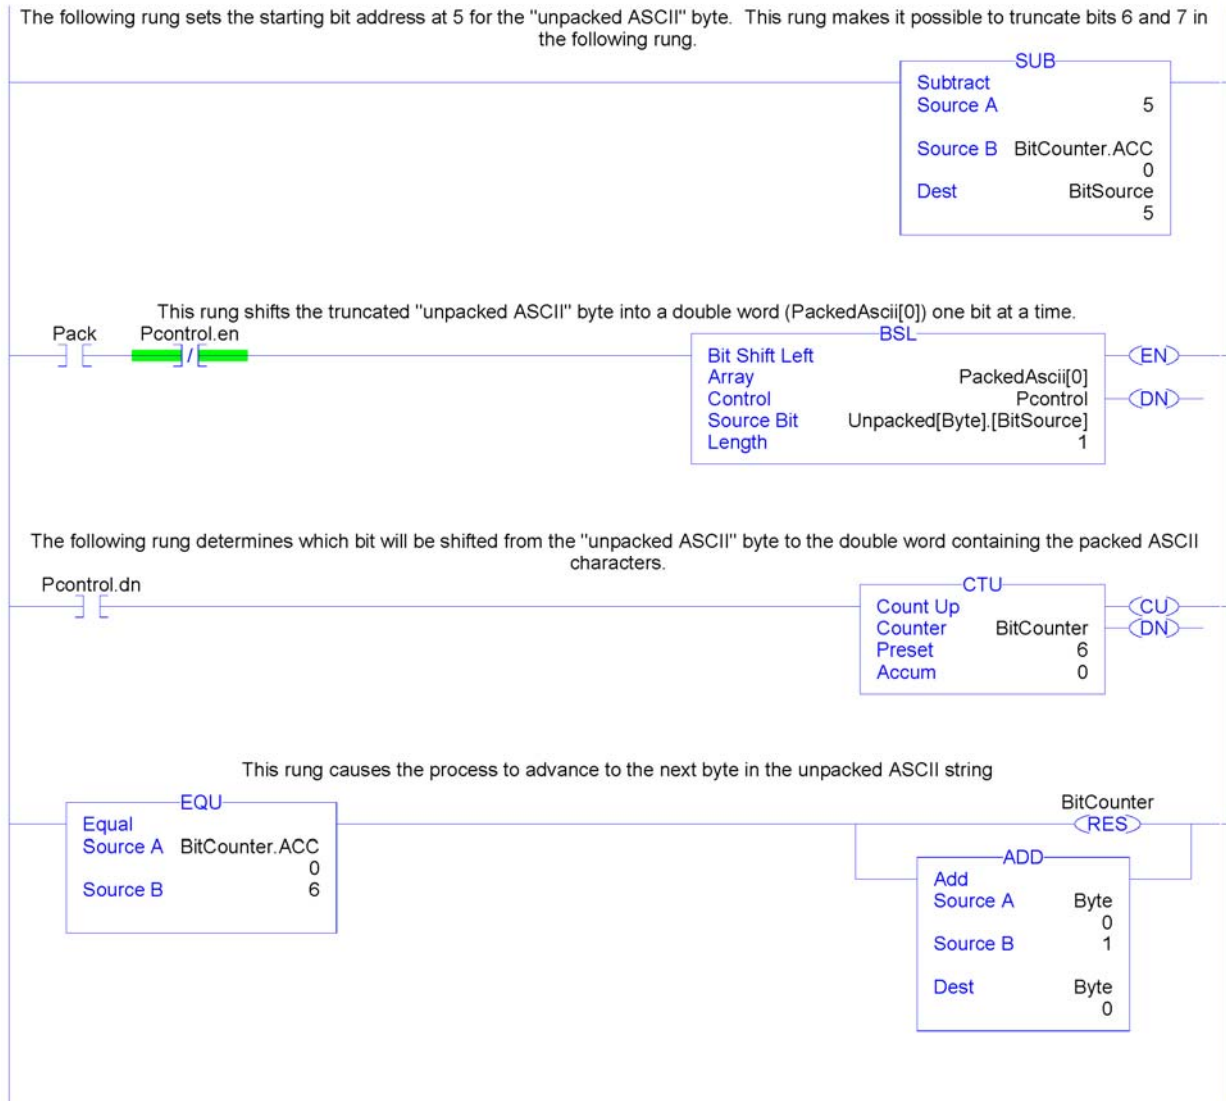 The following rung sets the starting bit address at 5 for the "unpacked ASCII" byte. This rung makes it possible to truncate bits 6 and 7 in
the following rung.
SUB
Subtract
Source A 5
Source B BitCounter.ACC
0
Dest BitSource
5
This rung shifts the truncated "unpacked ASCII" byte into a double word (PackedAscii[0]) one bit at a time.
Pack Pcontrol.en
BSL
Bit Shift Left (EN)
Array PackedAscii[0]
Control Pcontrol (DN)
Source Bit Unpacked[Byte].[BitSource]
Length 1
The following rung determines which bit will be shifted from the "unpacked ASCII" byte to the double word containing the packed ASCII
characters.
Pcontrol.dn
CTU
Count Up (CU)
Counter BitCounter (DN)
Preset 6
Accum 0
This rung causes the process to advance to the next byte in the unpacked ASCII string
EQU
Equal
Source A BitCounter.ACC
0
Source B 6
BitCounter
(RES)
ADD
Add
Source A Byte
0
Source B 1
Dest Byte
0